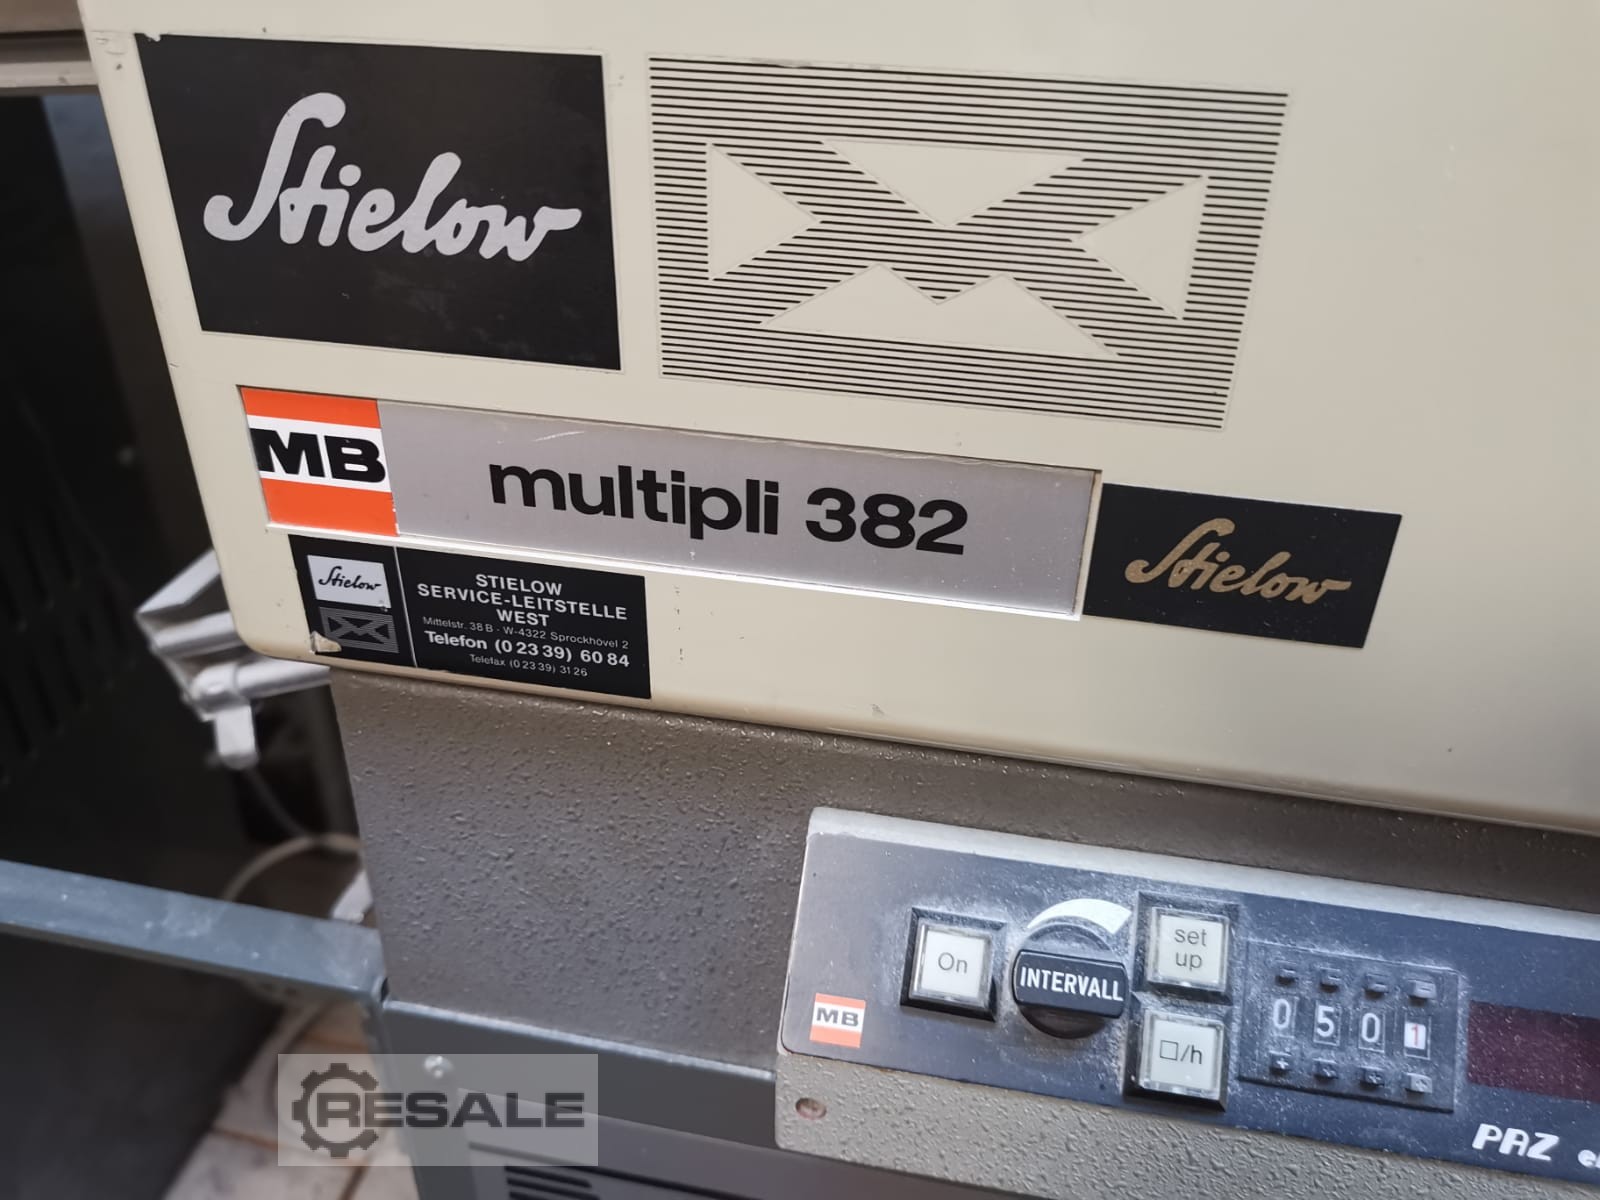 Stielow
MB
multipli 382
Stielow
Stielow
STIELOW
SERVICE-LEITSTELLE
WEST
Mittelstr. 38 B · W-4322 Sprockhövel 2
Telefon (0 23 39) 60 84
Telefax (0 23 39) 31 26
On
INTERVALL
set
up
□/h
- - - -
0 5 0 1
+ + + +
MB
PAZ
RESALE